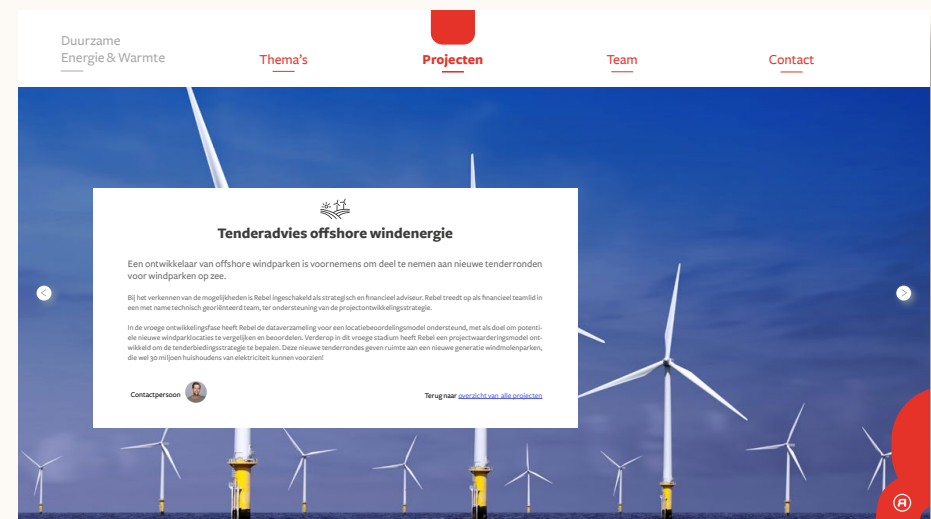 Duurzame
Energie & Warmte
Thema's
Projecten
Team
Contact
Tenderadvies offshore windenergie
Een ontwikkelaar van offshore windparken is voornemens om deel te nemen aan nieuwe tenderronden
voor windparken op zee.
Bij het verkennen van de mogelijkheden is Rebel ingeschakeld als strategisch en financieel adviseur. Rebel treedt op als financieel teamlid in
een met name technisch georiënteerd team, ter ondersteuning van de projectontwikkelingsstrategie.
In de vroege ontwikkelingsfase heeft Rebel de dataverzameling voor een locatiebeoordelingsmodel ondersteund, met als doel om potenti-
ele nieuwe windparklocaties te vergelijken en beoordelen. Verderop in dit vroege stadium heeft Rebel een projectwaarderingsmodel ont-
wikkeld om de tenderbiedingsstrategie te bepalen. Deze nieuwe tenderrondes geven ruimte aan een nieuwe generatie windmolenparken,
die wel 30 miljoen huishoudens van elektriciteit kunnen voorzien!
Contactpersoon
Terug naar overzicht van alle projecten